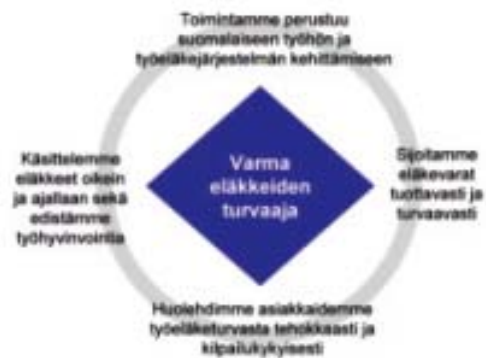 Toimintamme perustuu
suomalaiseen työhön ja
työeläkejärjestelmän kehittämiseen
Käsittelemme
eläkkeet oikein
ja ajallaan sekä
edistämme
työhyvinvointia
Varma
eläkkeiden
turvaaja
Sijoitamme
eläkevarat
tuottavasti ja
turvaavasti
Huolehdimme asiakkaidemme
työeläketurvasta tehokkaasti ja
kilpailukykyisesti